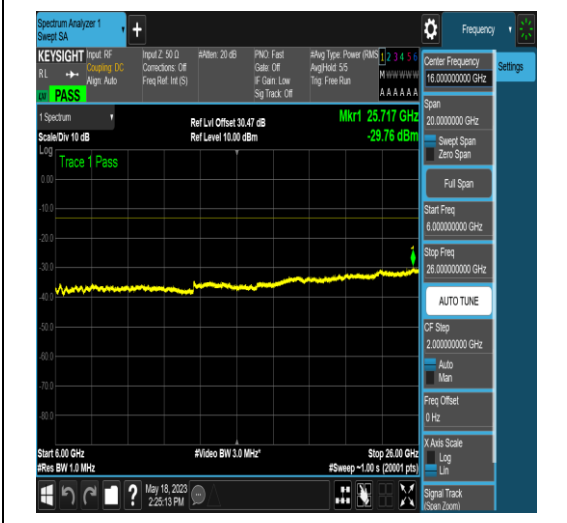 Spectrum Analyzer 1
Swept SA
+
Frequency
KEYSIGHT Input: RF
Input Z: 50 Ω
#Atten: 20 dB
PNO: Fast
#Avg Type: Power (RMS
1 2 3 4 5 6
RL
Coupling: DC
Corrections: Off
Gate: Off
Avg|Hold: 5/5
M W W W W W
Align: Auto
Freq Ref: Int (S)
IF Gain: Low
Trig: Free Run
PASS
Sig Track: Off
A A A A A A
1 Spectrum
Ref Lvl Offset 30.47 dB
Mkr1 25.717 GHz
Scale/Div 10 dB
Ref Level 10.00 dBm
-29.76 dBm
Log
Trace 1 Pass
0.00
-10.0
-20.0
-30.0
-40.0
-50.0
-60.0
-70.0
-80.0
1
Start 6.00 GHz
#Video BW 3.0 MHz*
Stop 26.00 GHz
#Res BW 1.0 MHz
#Sweep ~1.00 s (20001 pts)
?
May 18, 2023
2:25:13 PM
Center Frequency
16.000000000 GHz
Settings
Span
20.0000000 GHz
Swept Span
Zero Span
Full Span
Start Freq
6.000000000 GHz
Stop Freq
26.000000000 GHz
AUTO TUNE
CF Step
2.000000000 GHz
Auto
Man
Freq Offset
0 Hz
X Axis Scale
Log
Lin
Signal Track
(Span Zoom)